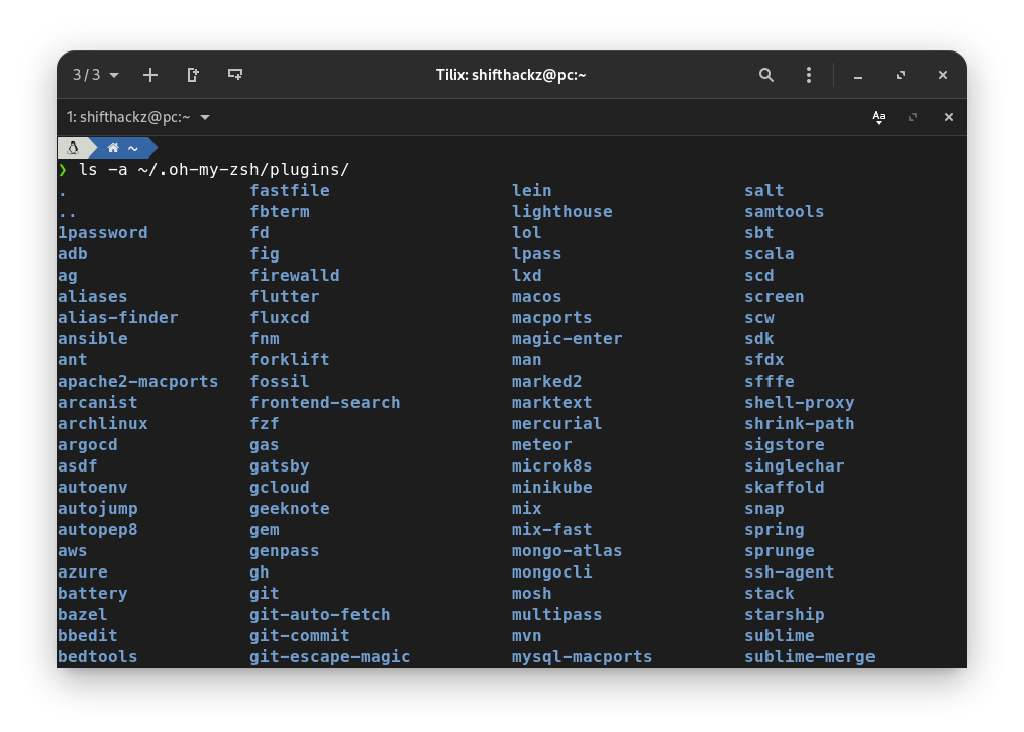 3 / 3 Tilix: shifthackz@pc:~
1: shifthackz@pc:~ Aa
~
❯ ls -a ~/.oh-my-zsh/plugins/
. fastfile lein salt
.. fbterm lighthouse samtools
1password fd lol sbt
adb fig lpass scala
ag firewalld lxd scd
aliases flutter macos screen
alias-finder fluxcd macports scw
ansible fnm magic-enter sdk
ant forklift man sfdx
apache2-macports fossil marked2 sfffe
arcanist frontend-search marktext shell-proxy
archlinux fzf mercurial shrink-path
argocd gas meteor sigstore
asdf gatsby microk8s singlechar
autoenv gcloud minikube skaffold
autojump geeknote mix snap
autopep8 gem mix-fast spring
aws genpass mongo-atlas sprunge
azure gh mongocli ssh-agent
battery git mosh stack
bazel git-auto-fetch multipass starship
bbedit git-commit mvn sublime
bedtools git-escape-magic mysql-macports sublime-merge